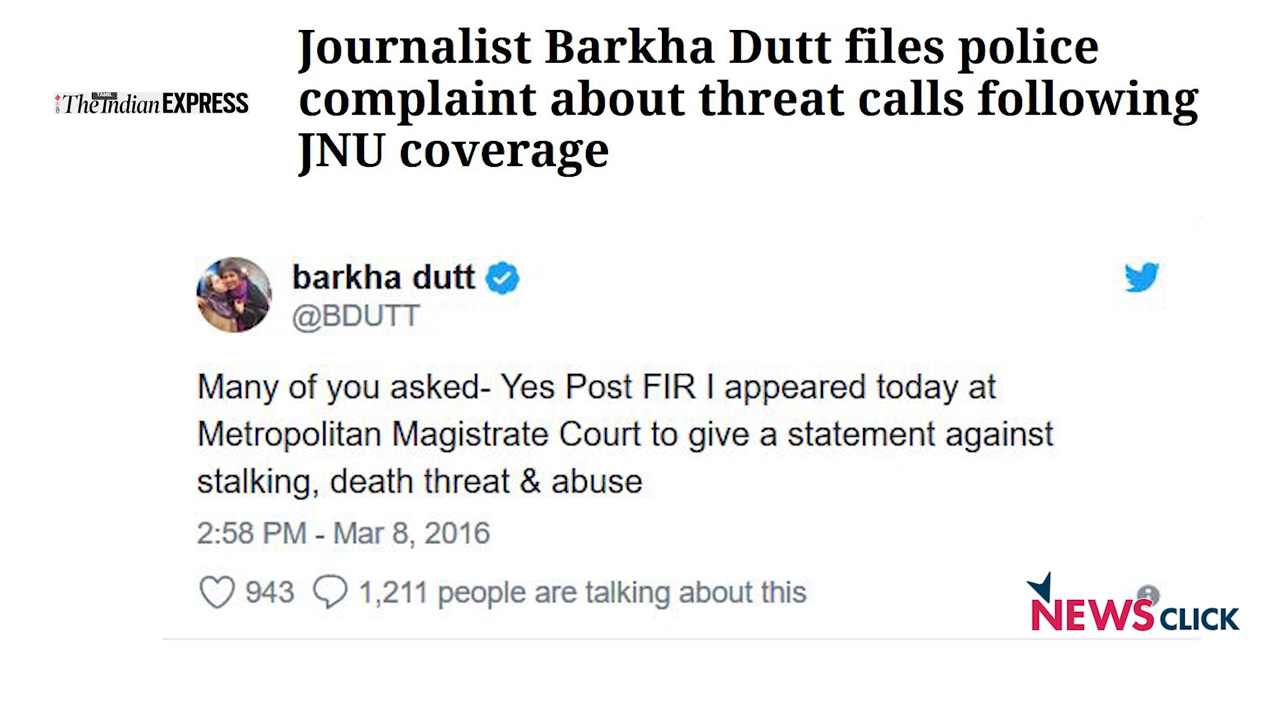 Journalist Barkha Dutt files police
The Indian EXPRESS
complaint about threat calls following
JNU coverage
barkha dutt
@BDUTT
Many of you asked- Yes Post FIR I appeared today at
Metropolitan Magistrate Court to give a statement against
stalking, death threat & abuse
2:58 PM - Mar 8, 2016
943 1,211 people are talking about this
NEWSCLICK